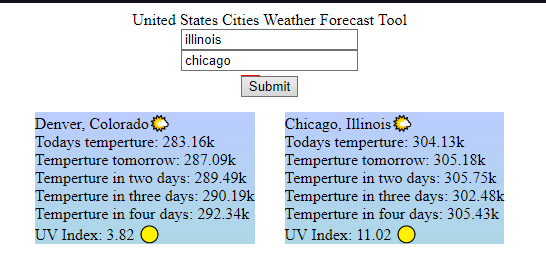 United States Cities Weather Forecast Tool
illinois
chicago
Submit
Denver, Colorado
Todays temperture: 283.16k
Temperture tomorrow: 287.09k
Temperture in two days: 289.49k
Temperture in three days: 290.19k
Temperture in four days: 292.34k
UV Index: 3.82
Chicago, Illinois
Todays temperture: 304.13k
Temperture tomorrow: 305.18k
Temperture in two days: 305.75k
Temperture in three days: 302.48k
Temperture in four days: 305.43k
UV Index: 11.02